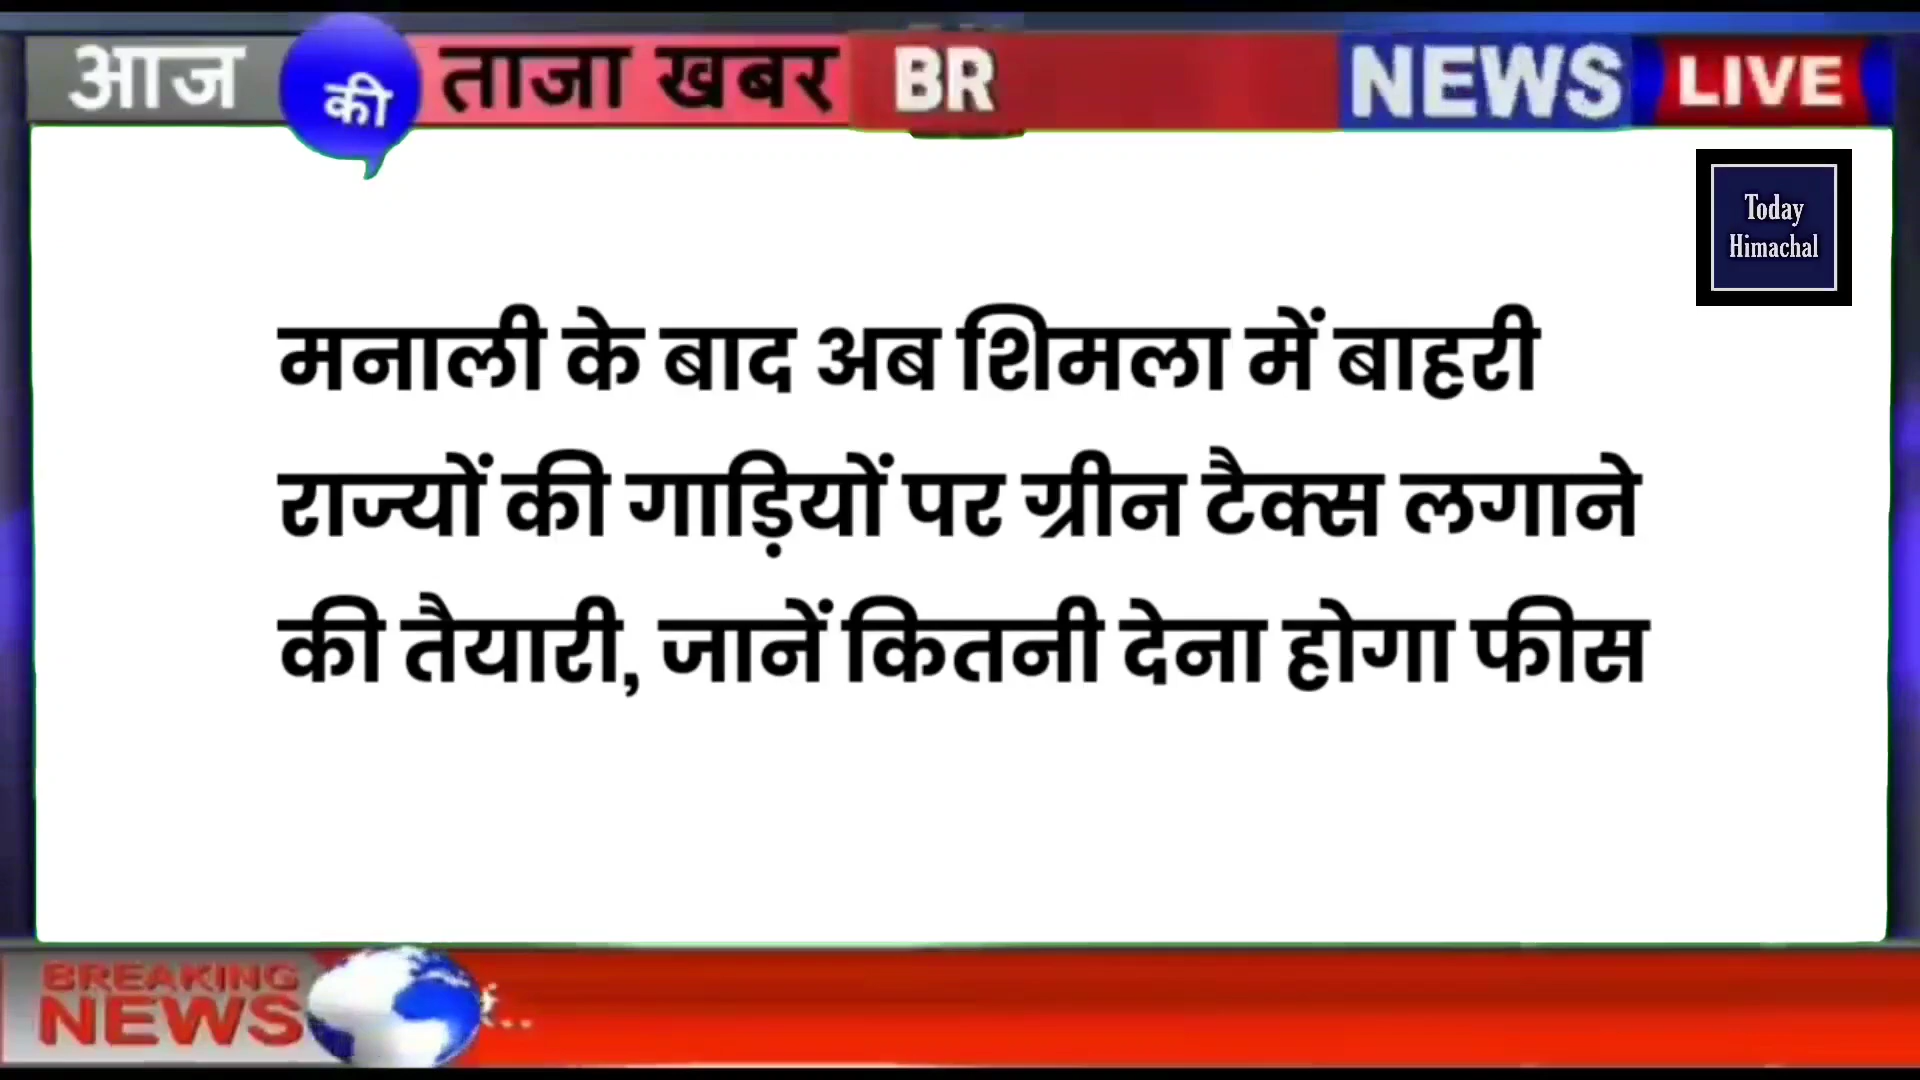 आज की ताजा खबर BR NEWS LIVE
Today
Himachal
मनाली के बाद अब शिमला में बाहरी
राज्यों की गाड़ियों पर ग्रीन टैक्स लगाने
की तैयारी, जानें कितनी देना होगा फीस
BREAKING
NEWS